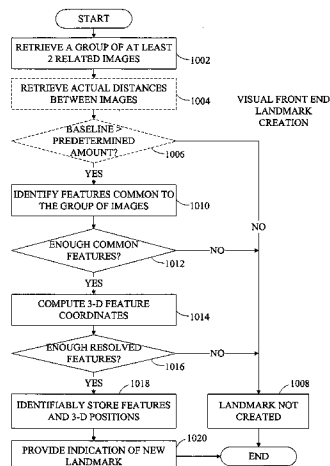 START
RETRIEVE A GROUP OF AT LEAST
2 RELATED IMAGES
1002
RETRIEVE ACTUAL DISTANCES
BETWEEN IMAGES
1004
VISUAL FRONT END
LANDMARK
CREATION
BASELINE >
PREDETERMINED
AMOUNT?
1006
YES
NO
IDENTIFY FEATURES COMMON TO
THE GROUP OF IMAGES
1010
ENOUGH COMMON
FEATURES?
NO
1012
YES
COMPUTE 3-D FEATURE
COORDINATES
1014
ENOUGH RESOLVED
FEATURES?
NO
1016
YES
1018
1008
IDENTIFIABLY STORE FEATURES
AND 3-D POSITIONS
LANDMARK NOT
CREATED
1020
PROVIDE INDICATION OF NEW
LANDMARK
END